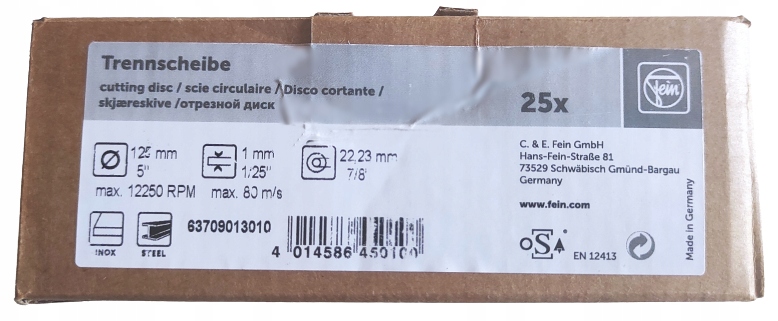 Trennscheibe
cutting disc / scie circulaire / Disco cortante /
skjæreskive /отрезной диск
25x
Fein
125 mm
5"
1 mm
1/25"
22,23 mm
7/8"
max. 12250 RPM
max. 80 m/s
INOX
STEEL
63709013010
4 014586 450100
C. & E. Fein GmbH
Hans-Fein-Straße 81
73529 Schwäbisch Gmünd-Bargau
Germany
www.fein.com
oSa
EN 12413
Made in Germany